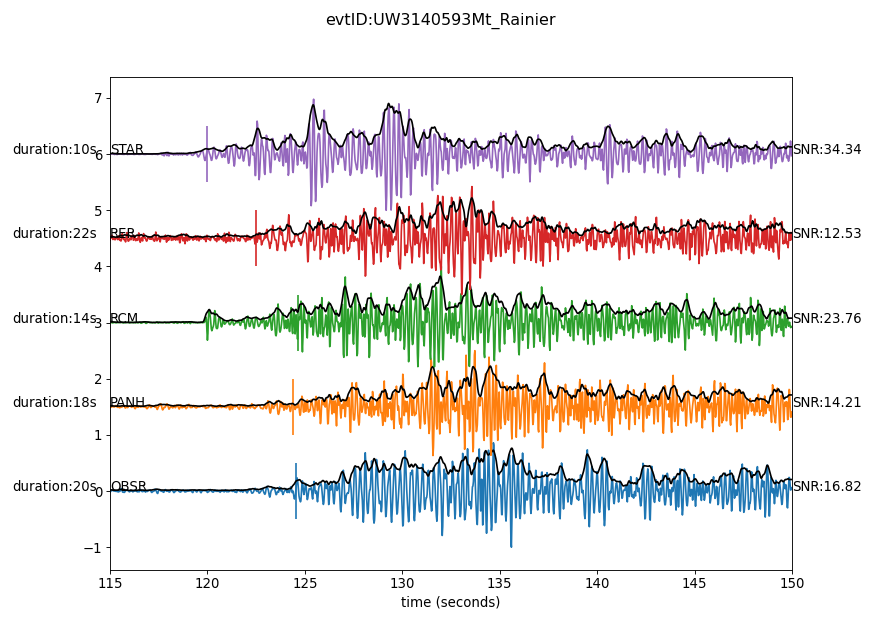 evtID:UW3140593Mt_Rainier
7
duration:10s 6 STAR SNR:34.34
5
duration:22s RER SNR:12.53
4
duration:14s 3 RCM SNR:23.76
2
duration:18s PANH SNR:14.21
1
duration:20s 0 OBSR SNR:16.82
−1
115 120 125 130 135 140 145 150
time (seconds)